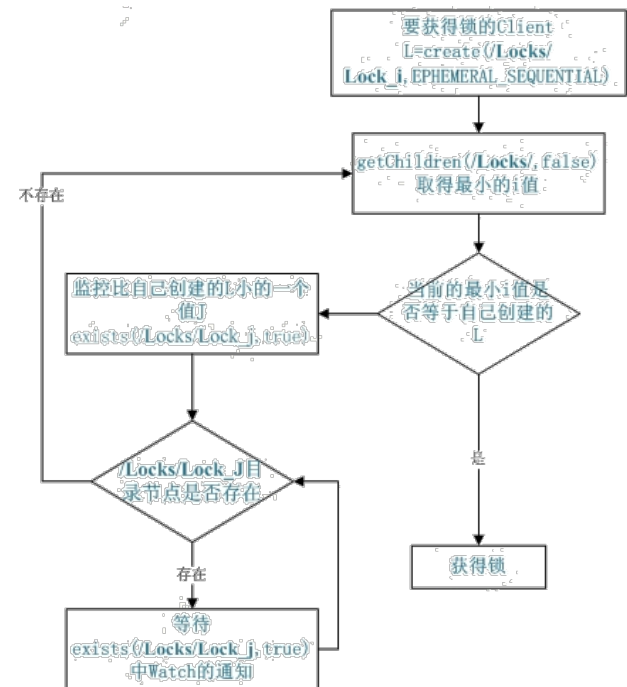 要获得锁的Client
L=create(/Locks/
Lock_i,EPHEMERAL_SEQUENTIAL)
getChildren(/Locks/,false)
取得最小的i值
不存在
当前的最小i值是
否等于自己创建的
L
监控比自己创建的L小的一个
值J
exists(/Locks/Lock_j,true)
/Locks/Lock_J目
录节点是否存在
是
获得锁
存在
等待
exists(/Locks/Lock_j,true)
中Watch的通知